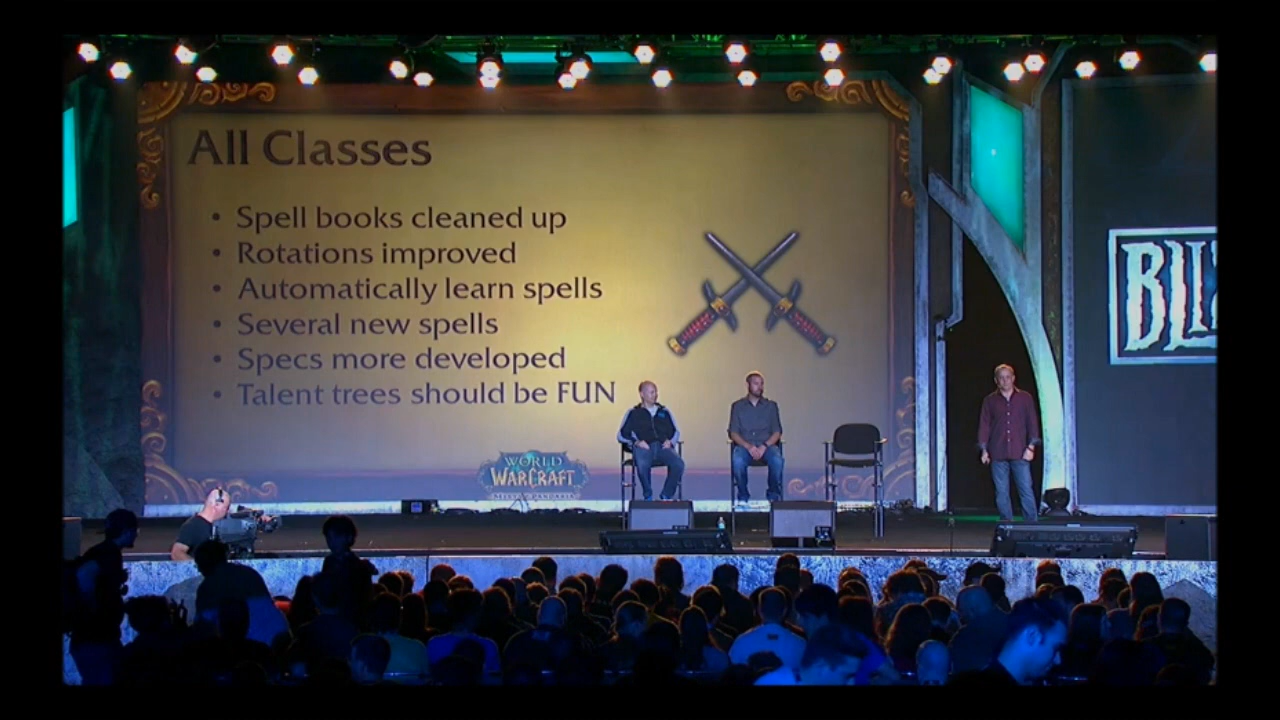 All Classes
• Spell books cleaned up
• Rotations improved
• Automatically learn spells
• Several new spells
• Specs more developed
• Talent trees should be FUN
WORLD
WARCRAFT
BLIZ